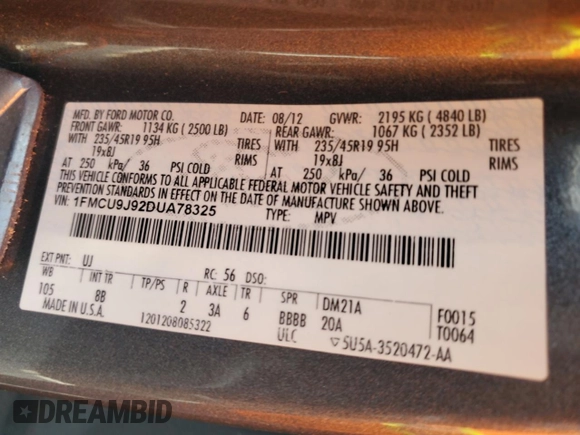 MFD. BY FORD MOTOR CO.
DATE: 08/12 GVWR: 2195 KG ( 4840 LB)
FRONT GAWR: 1134 KG ( 2500 LB) REAR GAWR: 1067 KG ( 2352 LB)
WITH 235/45R19 95H TIRES WITH 235/45R19 95H TIRES
19x8J RIMS 19x8J RIMS
AT 250 kPa/ 36 PSI COLD AT 250 kPa/ 36 PSI COLD
THIS VEHICLE CONFORMS TO ALL APPLICABLE FEDERAL MOTOR VEHICLE SAFETY AND THEFT
PREVENTION STANDARDS IN EFFECT ON THE DATE OF MANUFACTURE SHOWN ABOVE.
VIN: 1FMCU9J92DUA78325
TYPE: MPV
EXT PNT: UJ RC: 56 DSO:
WB INT TR TP/PS R AXLE TR SPR DM21A F0015
105 8B 2 3A 6 BBBB 20A T0064
MADE IN U.S.A. 1201208085322 ULC ▽5U5A-3520472-AA
DREAMBID